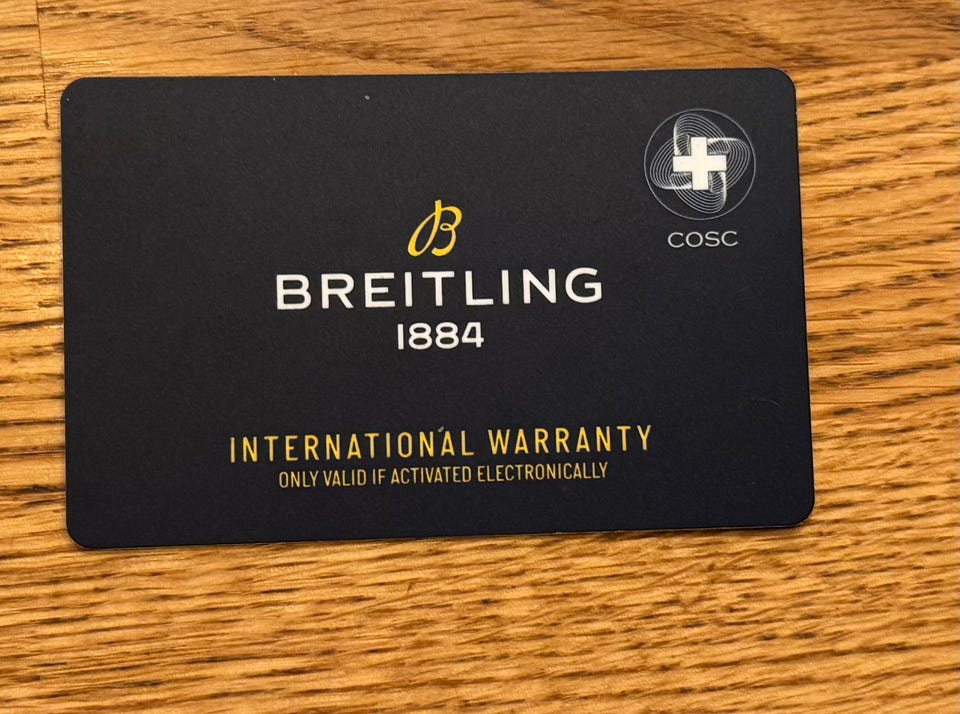 COSC
B
BREITLING
1884
INTERNATIONAL WARRANTY
ONLY VALID IF ACTIVATED ELECTRONICALLY